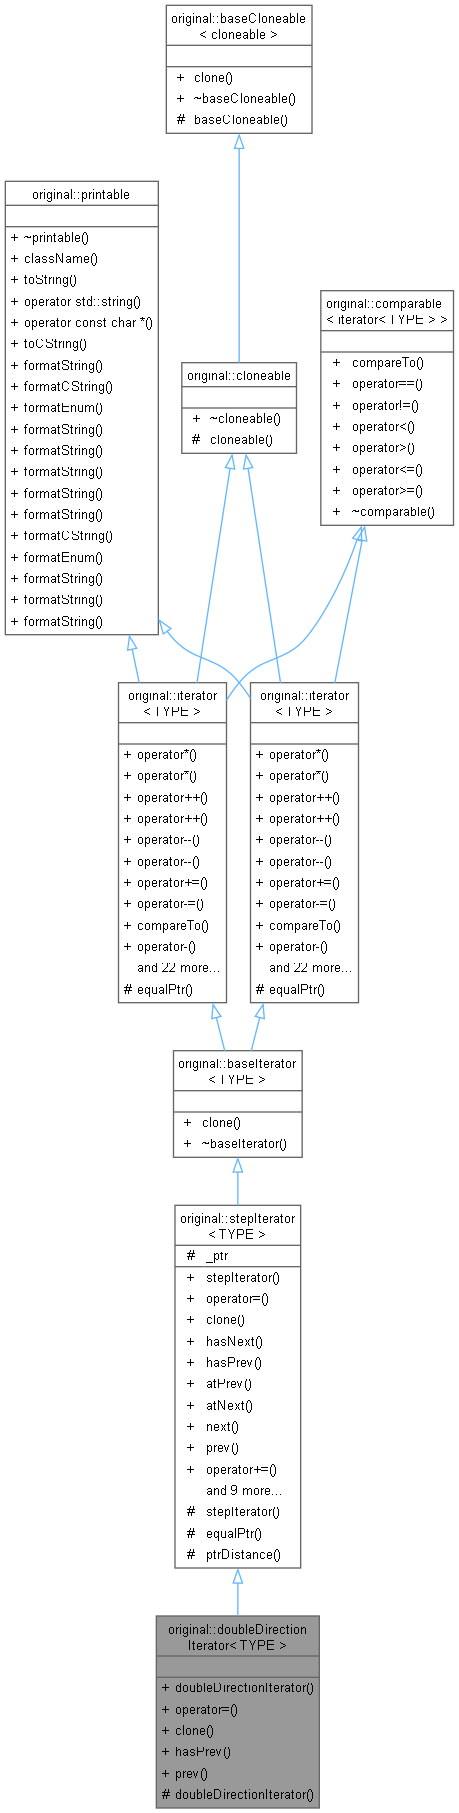 original::baseCloneable
< cloneable >
+ clone()
+ ~baseCloneable()
# baseCloneable()
original::printable
+ ~printable()
+ className()
+ toString()
+ operator std::string()
+ operator const char *()
+ toCString()
+ formatString()
+ formatCString()
+ formatEnum()
+ formatString()
+ formatString()
+ formatString()
+ formatString()
+ formatString()
+ formatCString()
+ formatEnum()
+ formatString()
+ formatString()
+ formatString()
original::comparable
< iterator< TYPE > >
+ compareTo()
+ operator==()
+ operator!=()
+ operator<()
+ operator>()
+ operator<=()
+ operator>=()
+ ~comparable()
original::cloneable
+ ~cloneable()
# cloneable()
original::iterator
< TYPE >
+ operator*()
+ operator*()
+ operator++()
+ operator++()
+ operator--()
+ operator--()
+ operator+=()
+ operator-=()
+ compareTo()
+ operator-()
and 22 more...
# equalPtr()
original::iterator
< TYPE >
+ operator*()
+ operator*()
+ operator++()
+ operator++()
+ operator--()
+ operator--()
+ operator+=()
+ operator-=()
+ compareTo()
+ operator-()
and 22 more...
# equalPtr()
original::baseIterator
< TYPE >
+ clone()
+ ~baseIterator()
original::stepIterator
< TYPE >
# _ptr
+ stepIterator()
+ operator=()
+ clone()
+ hasNext()
+ hasPrev()
+ atPrev()
+ atNext()
+ next()
+ prev()
+ operator+=()
and 9 more...
# stepIterator()
# equalPtr()
# ptrDistance()
original::doubleDirection
Iterator< TYPE >
+ doubleDirectionIterator()
+ operator=()
+ clone()
+ hasPrev()
+ prev()
# doubleDirectionIterator()